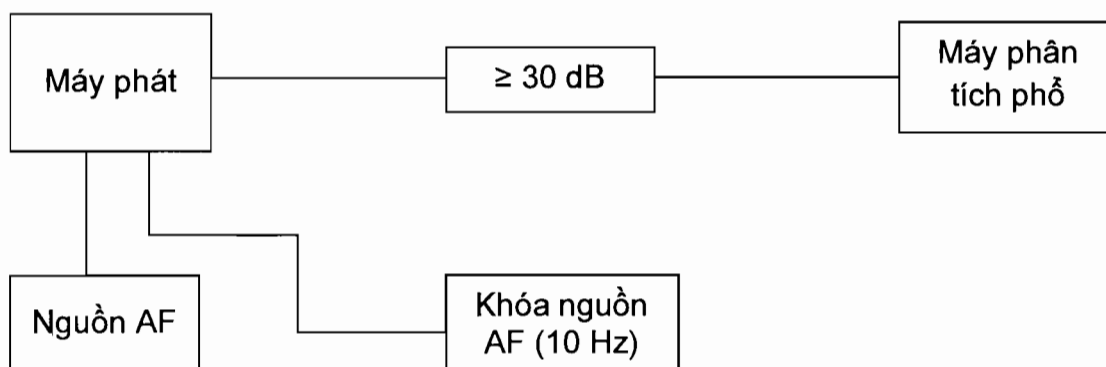 Máy phát
≥ 30 dB
Máy phân
tích phổ
Nguồn AF
Khóa nguồn
AF (10 Hz)